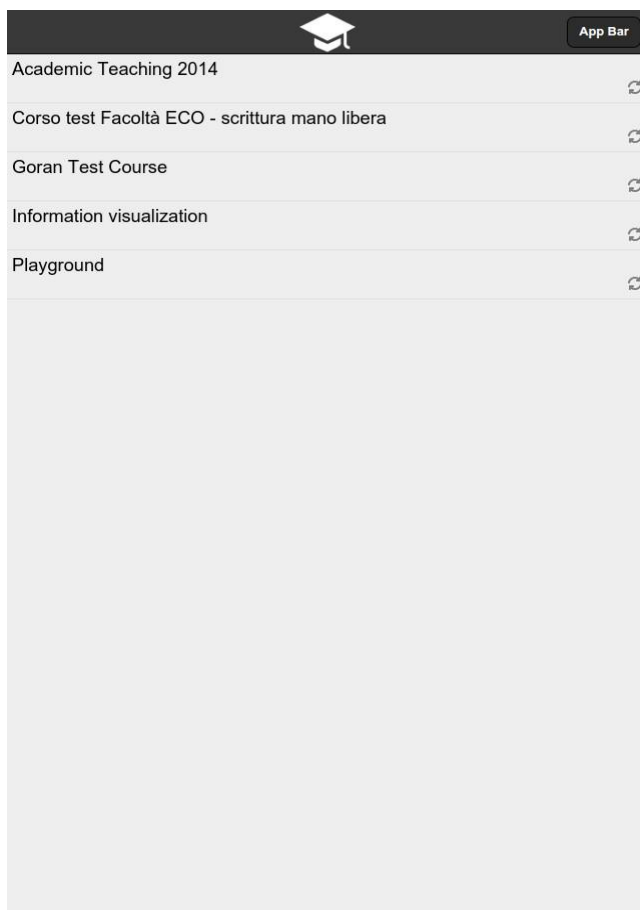 App Bar
Academic Teaching 2014
Corso test Facoltà ECO - scrittura mano libera
Goran Test Course
Information visualization
Playground